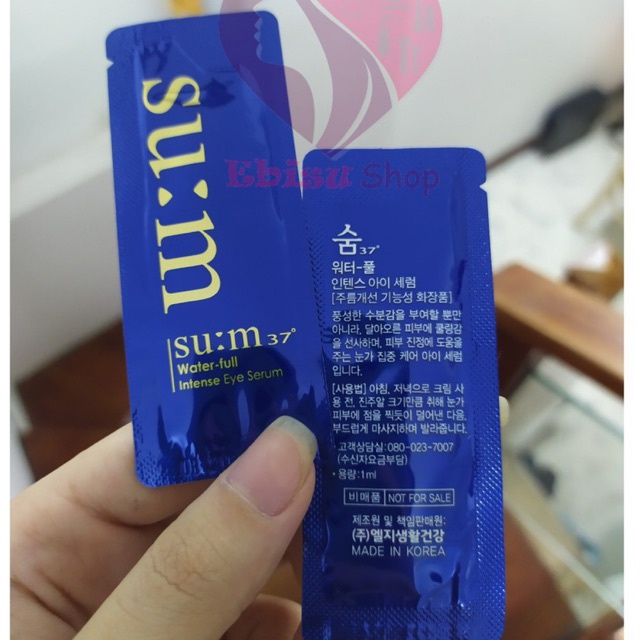 Ebisu Shop
su:m
su:m37°
Water-full
Intense Eye Serum
숨37°
워터-풀
인텐스 아이 세럼
[주름개선 기능성 화장품]
풍성한 수분감을 부여할 뿐만
아니라, 달아오른 피부에 쿨링감
을 선사하며, 피부 진정에 도움을
주는 눈가 집중 케어 아이 세럼
입니다.
[사용법] 아침, 저녁으로 크림 사
용 전, 진주알 크기만큼 취해 눈가
피부에 점을 찍듯이 덜어낸 다음,
부드럽게 마사지하며 발라줍니다.
• 고객상담실: 080-023-7007
(수신자요금부담)
• 용량: 1ml
비매품 NOT FOR SALE
제조원 및 책임판매원:
(주)엘지생활건강
MADE IN KOREA